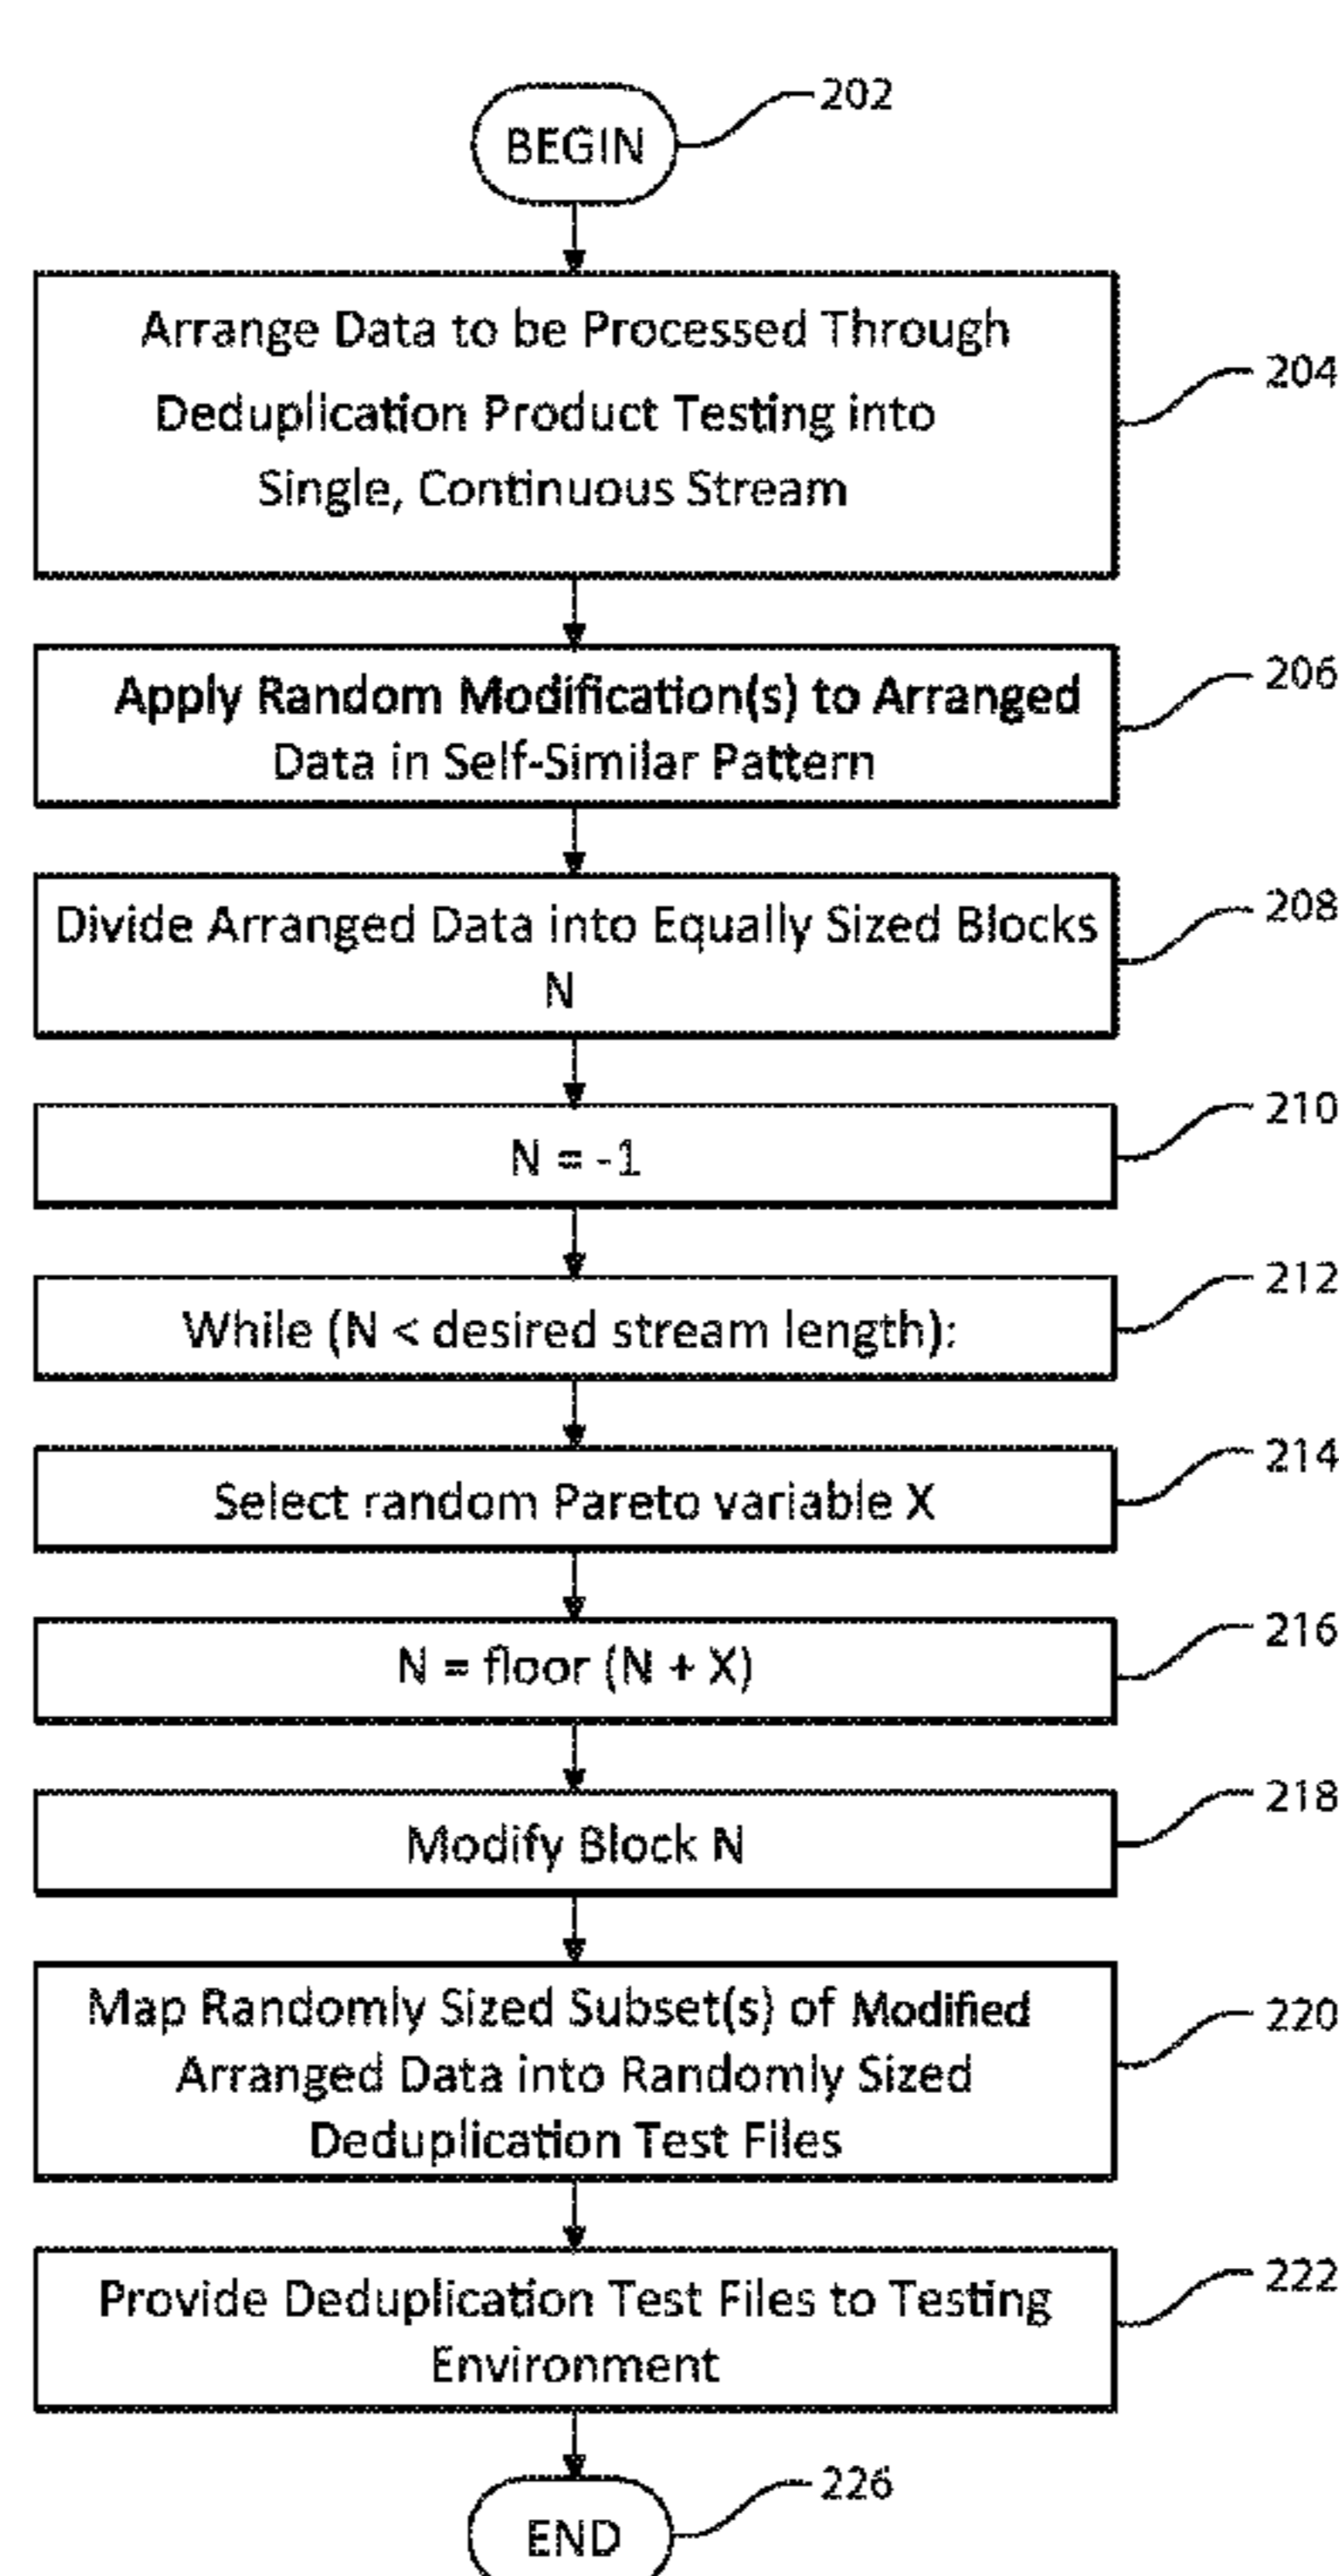 BEGIN
202
Arrange Data to be Processed Through
Deduplication Product Testing into
Single, Continuous Stream
204
Apply Random Modification(s) to Arranged
Data in Self-Similar Pattern
206
Divide Arranged Data into Equally Sized Blocks
N
208
N = -1
210
While (N < desired stream length):
212
Select random Pareto variable X
214
N = floor (N + X)
216
Modify Block N
218
Map Randomly Sized Subset(s) of Modified
Arranged Data into Randomly Sized
Deduplication Test Files
220
Provide Deduplication Test Files to Testing
Environment
222
END
226